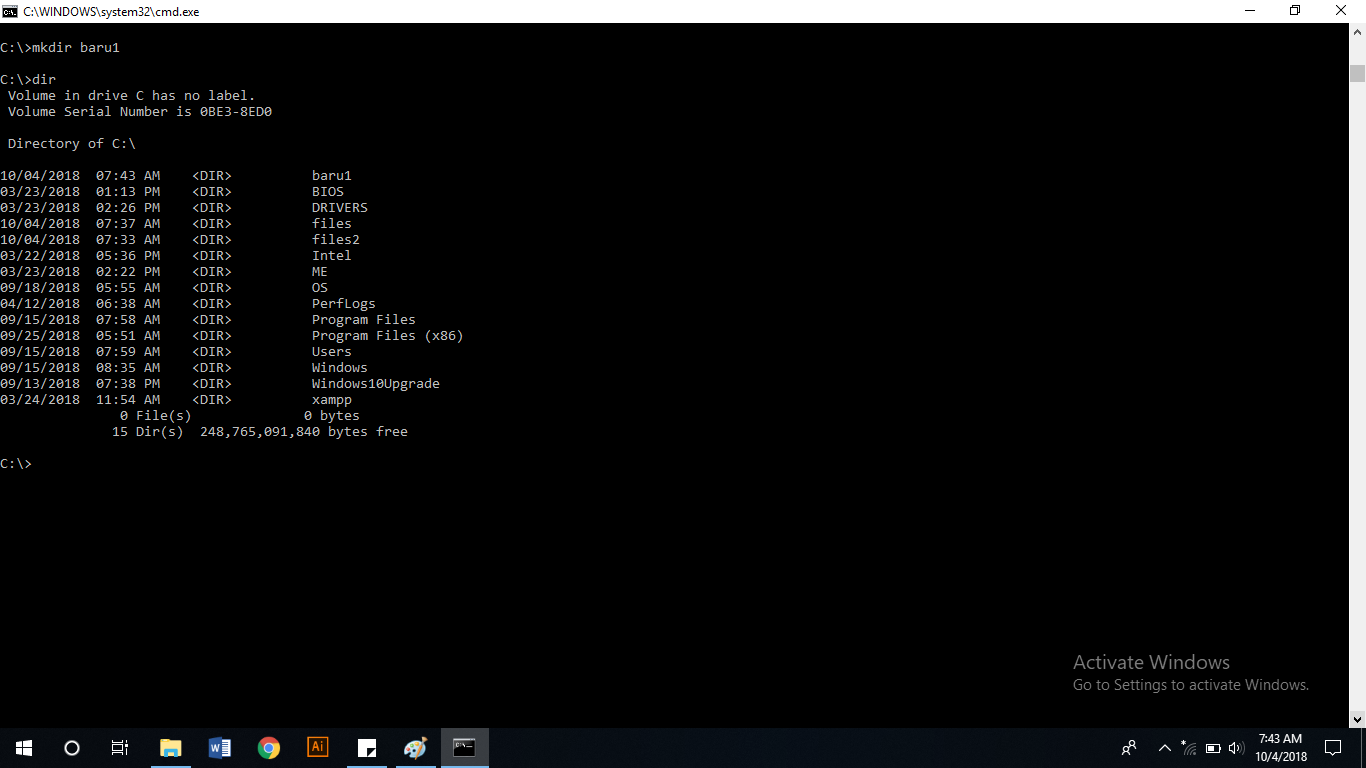 C:\WINDOWS\system32\cmd.exe
C:\>mkdir baru1
C:\>dir
 Volume in drive C has no label.
 Volume Serial Number is 0BE3-8ED0
 Directory of C:\
10/04/2018  07:43 AM    <DIR>          baru1
03/23/2018  01:13 PM    <DIR>          BIOS
03/23/2018  02:26 PM    <DIR>          DRIVERS
10/04/2018  07:37 AM    <DIR>          files
10/04/2018  07:33 AM    <DIR>          files2
03/22/2018  05:36 PM    <DIR>          Intel
03/23/2018  02:22 PM    <DIR>          ME
09/18/2018  05:55 AM    <DIR>          OS
04/12/2018  06:38 AM    <DIR>          PerfLogs
09/15/2018  07:58 AM    <DIR>          Program Files
09/25/2018  05:51 AM    <DIR>          Program Files (x86)
09/15/2018  07:59 AM    <DIR>          Users
09/15/2018  08:35 AM    <DIR>          Windows
09/13/2018  07:38 PM    <DIR>          Windows10Upgrade
03/24/2018  11:54 AM    <DIR>          xampp
               0 File(s)              0 bytes
              15 Dir(s)  248,765,091,840 bytes free
C:\>
Activate Windows
Go to Settings to activate Windows.
Ai
7:43 AM
10/4/2018